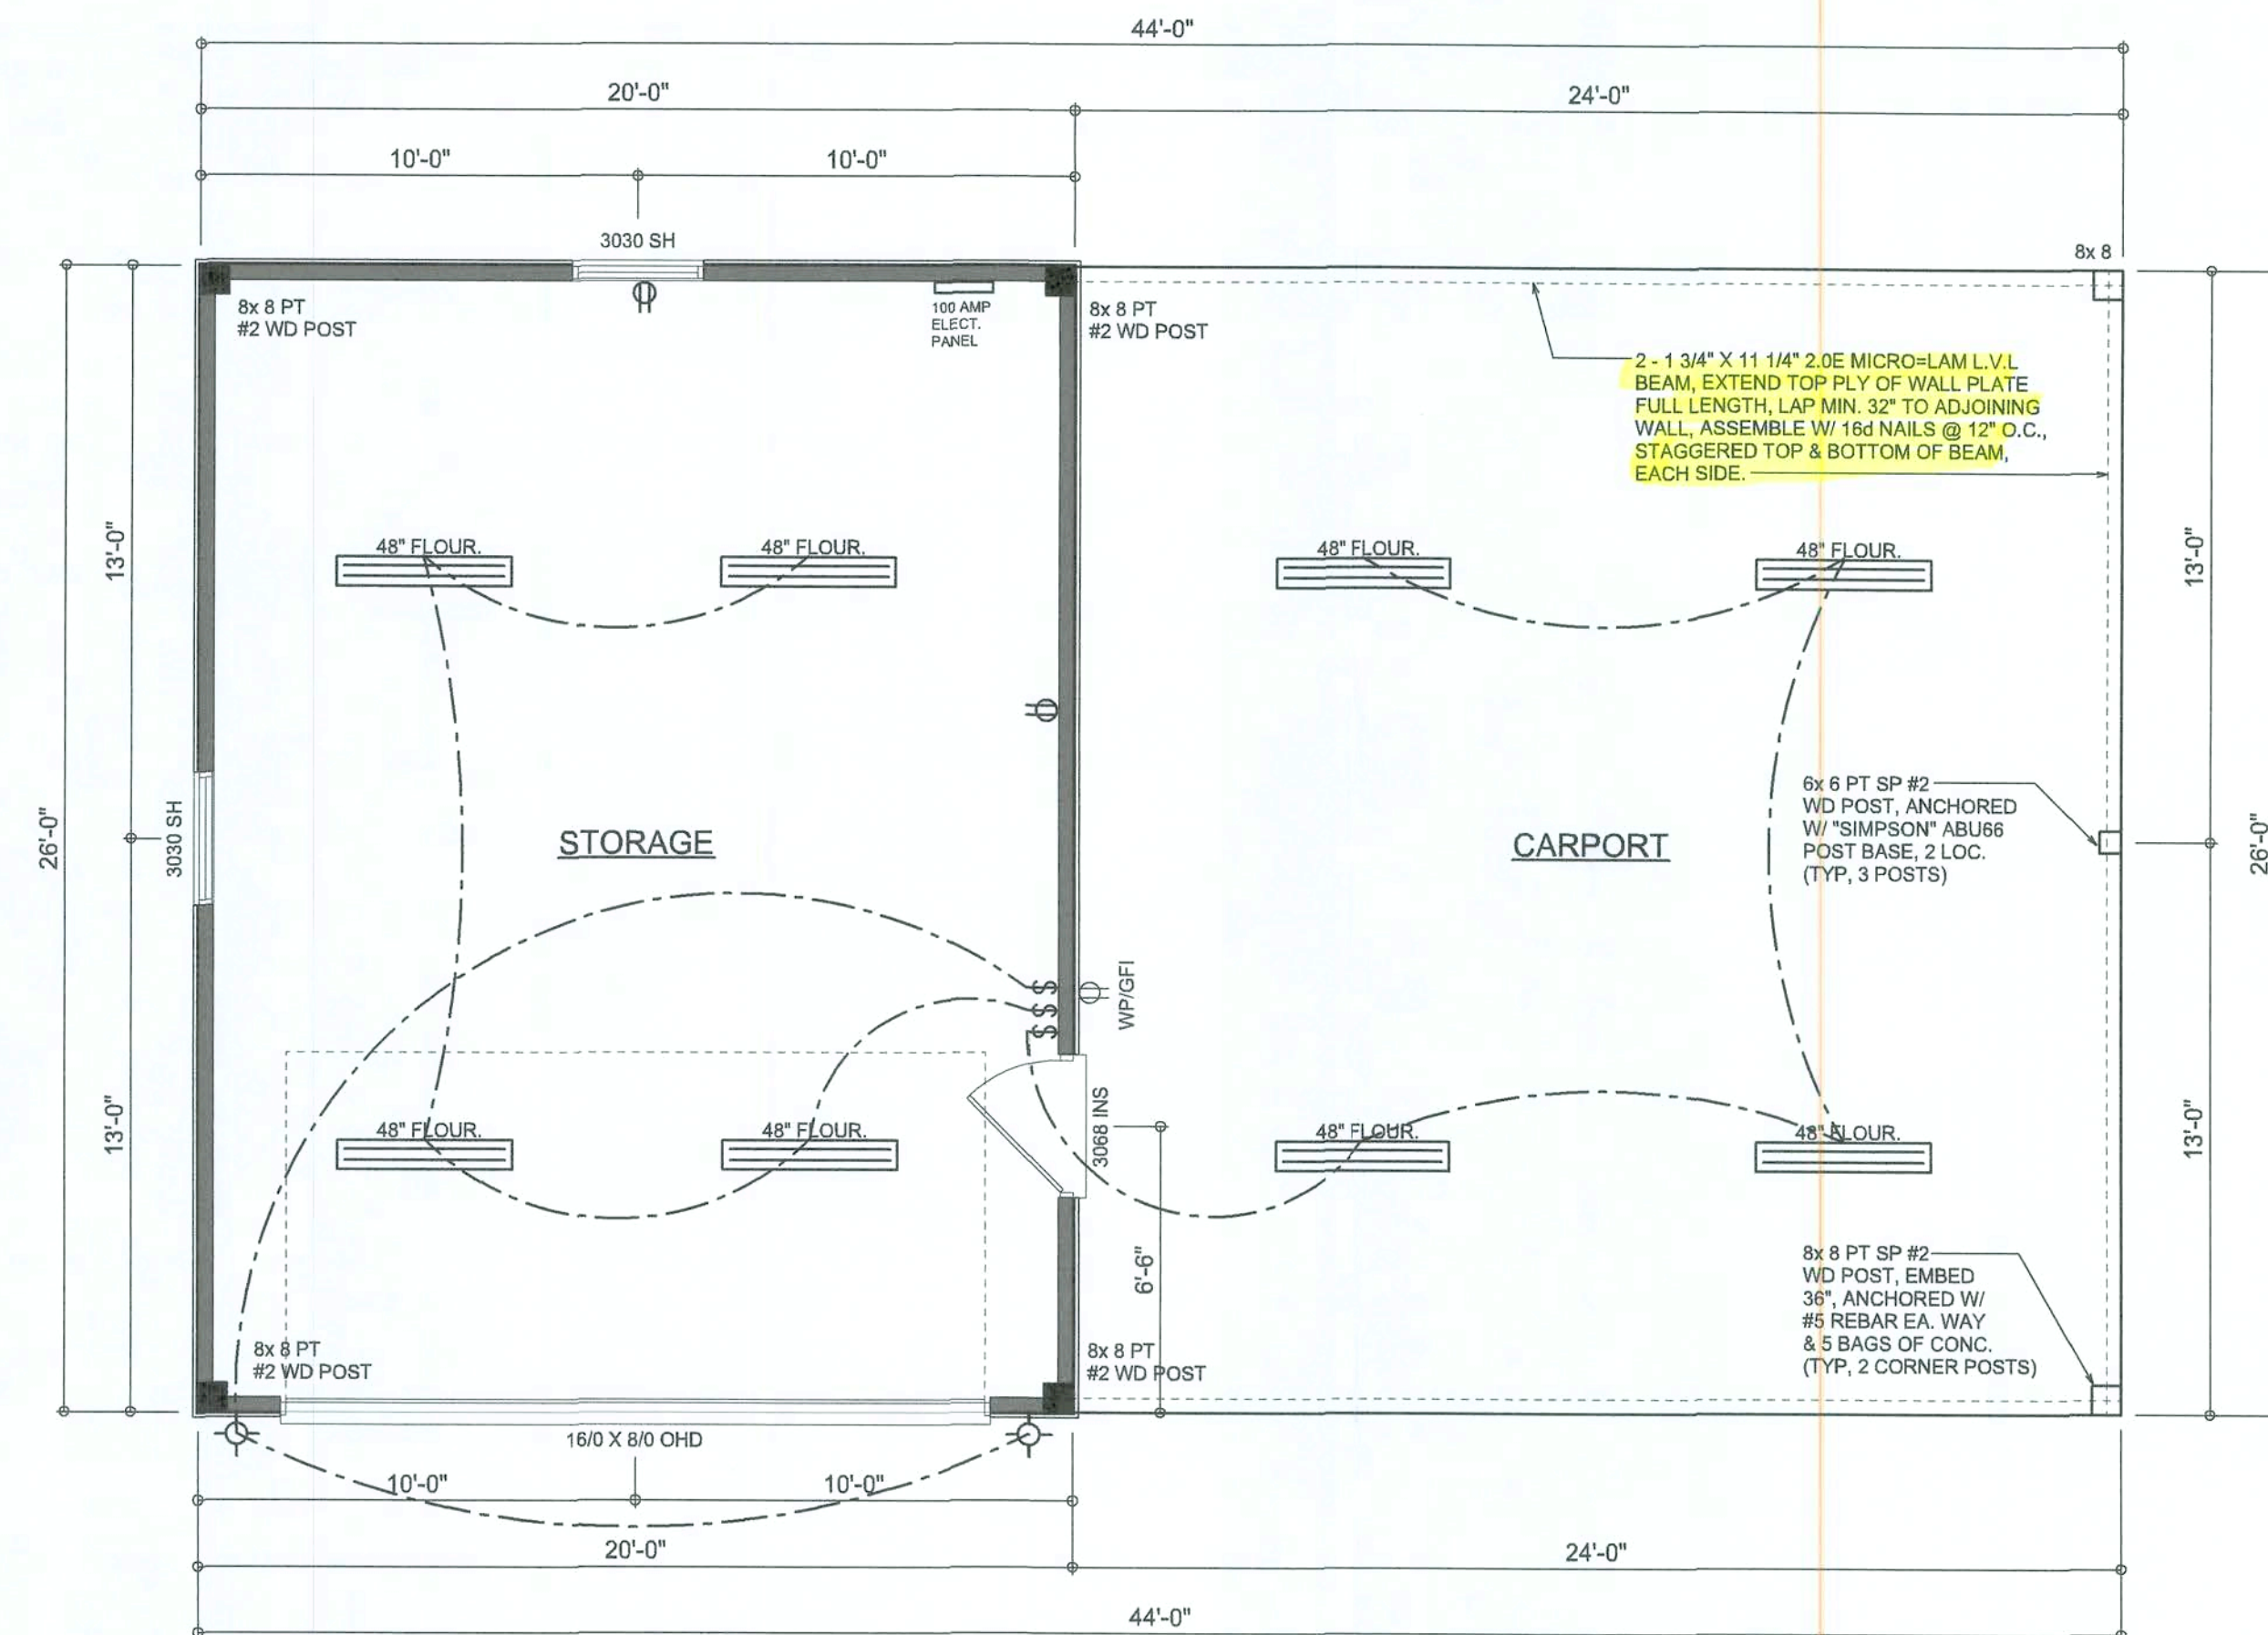 44'-0"
20'-0"
24'-0"
10'-0"
10'-0"
3030 SH
8x 8
8x 8 PT
#2 WD POST
100 AMP
ELECT.
PANEL
8x 8 PT
#2 WD POST
2 - 1 3/4" X 11 1/4" 2.0E MICRO=LAM L.V.L
BEAM, EXTEND TOP PLY OF WALL PLATE
FULL LENGTH, LAP MIN. 32" TO ADJOINING
WALL, ASSEMBLE W/ 16d NAILS @ 12" O.C.,
STAGGERED TOP & BOTTOM OF BEAM,
EACH SIDE.
13'-0"
48" FLOUR.
48" FLOUR.
48" FLOUR.
48" FLOUR.
13'-0"
26'-0"
3030 SH
STORAGE
CARPORT
6x 6 PT SP #2
WD POST, ANCHORED
W/ "SIMPSON" ABU66
POST BASE, 2 LOC.
(TYP, 3 POSTS)
26'-0"
$
$
$
WP/GFI
13'-0"
48" FLOUR.
48" FLOUR.
3068 INS
48" FLOUR.
48" FLOUR.
13'-0"
6'-6"
8x 8 PT SP #2
WD POST, EMBED
36", ANCHORED W/
#5 REBAR EA. WAY
& 5 BAGS OF CONC.
(TYP, 2 CORNER POSTS)
8x 8 PT
#2 WD POST
8x 8 PT
#2 WD POST
16/0 X 8/0 OHD
10'-0"
10'-0"
20'-0"
24'-0"
44'-0"